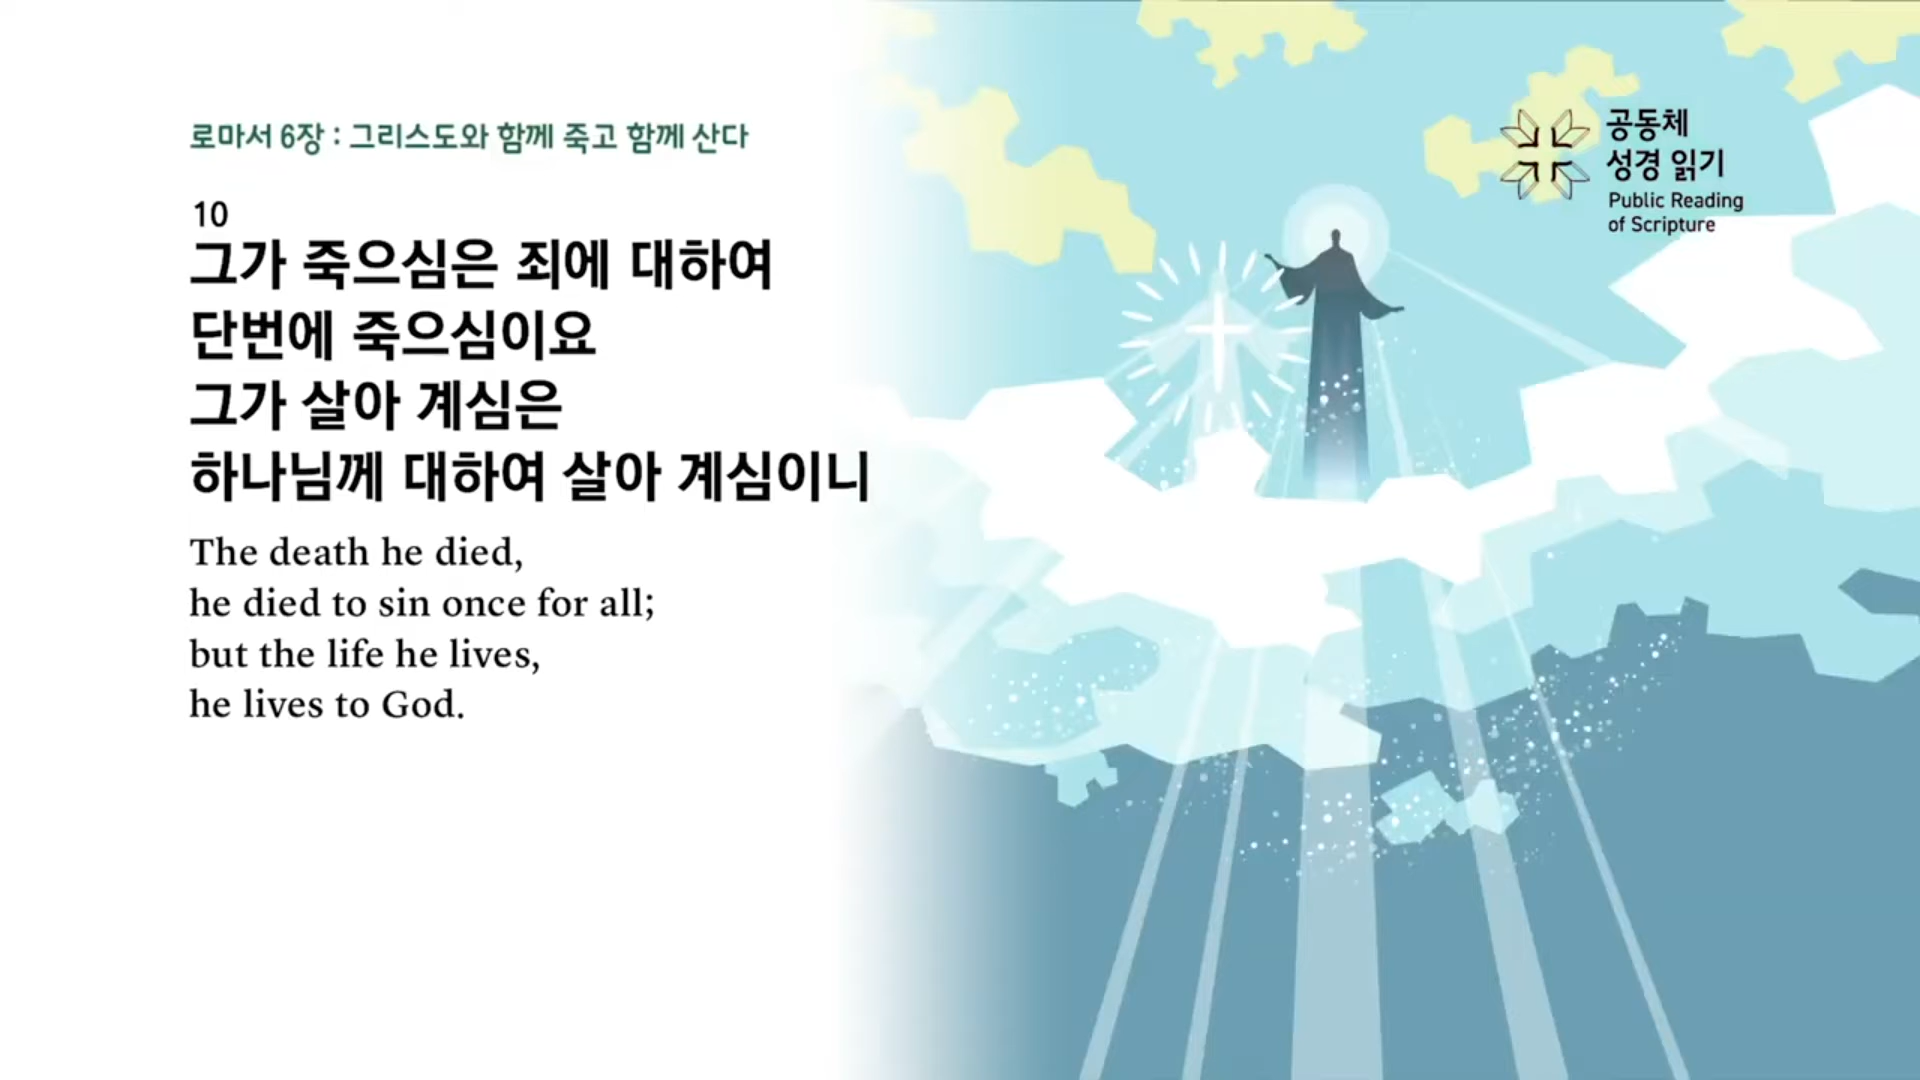 로마서 6장 : 그리스도와 함께 죽고 함께 산다
10
그가 죽으심은 죄에 대하여
단번에 죽으심이요
그가 살아 계심은
하나님께 대하여 살아 계심이니
The death he died,
he died to sin once for all;
but the life he lives,
he lives to God.
공동체
성경 읽기
Public Reading
of Scripture